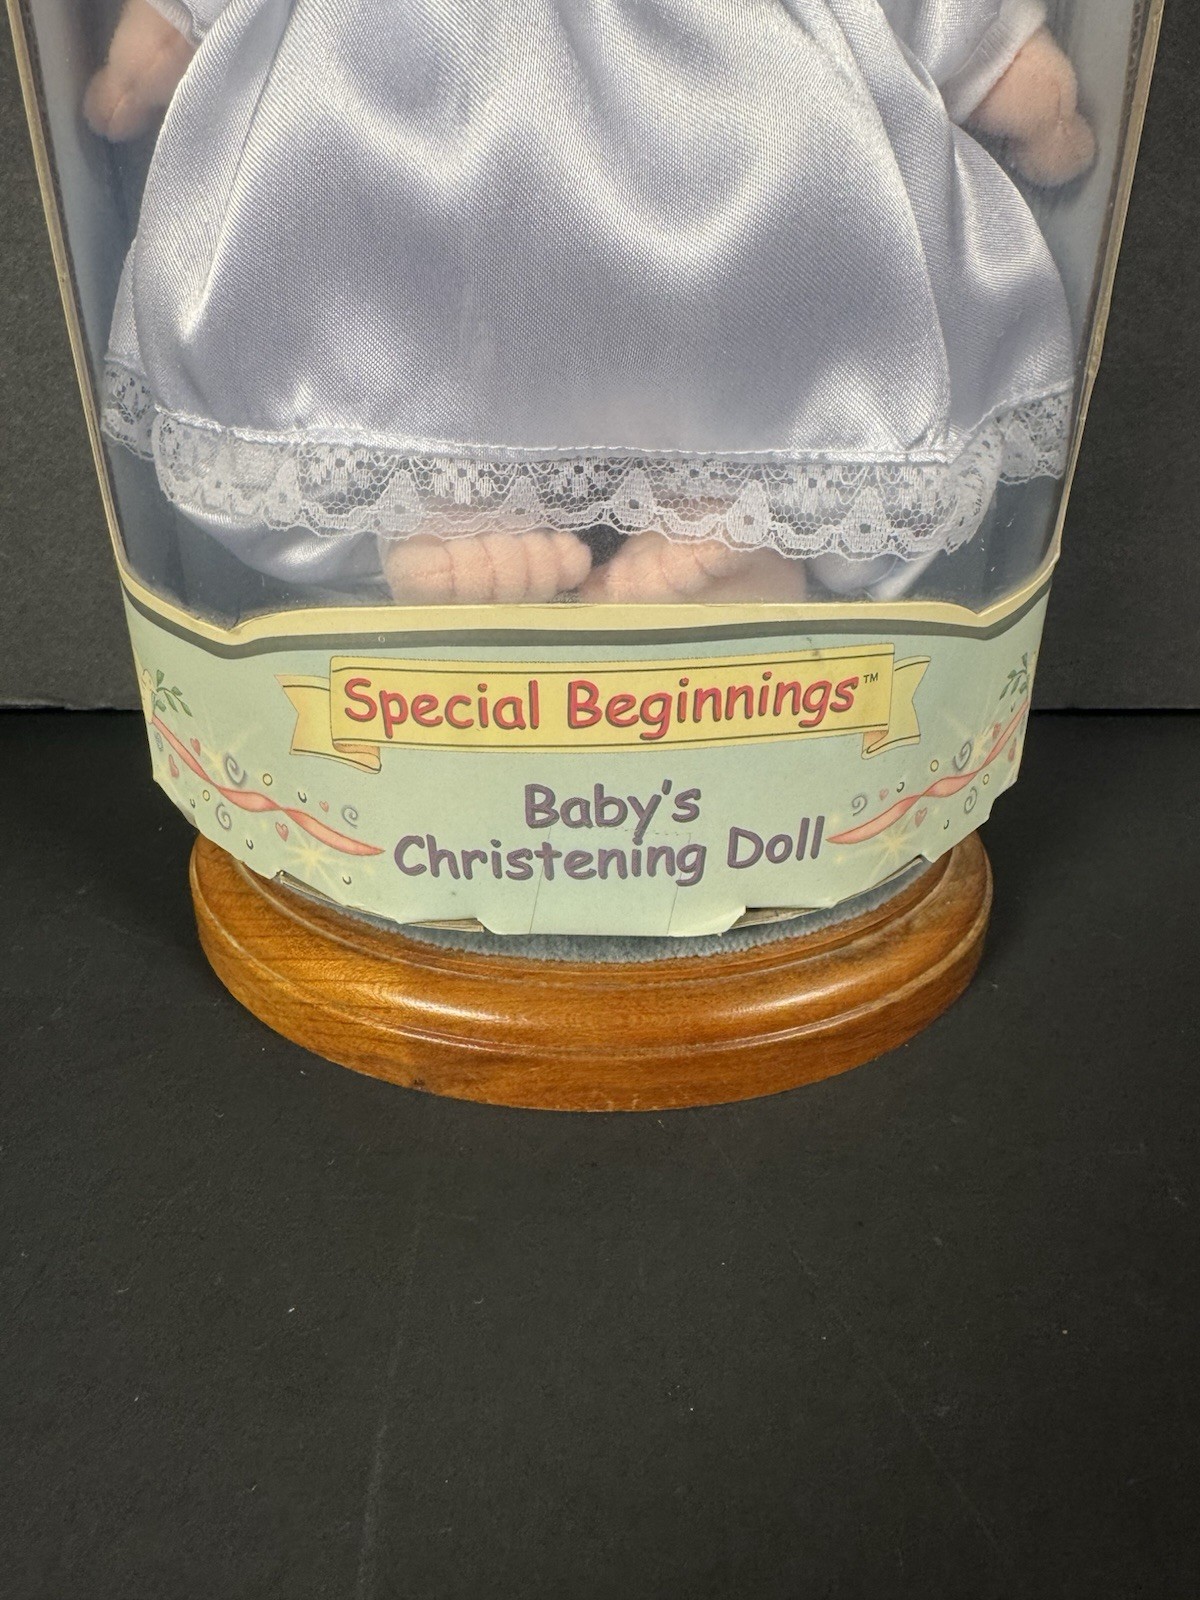 Special Beginnings™
Baby's
Christening Doll